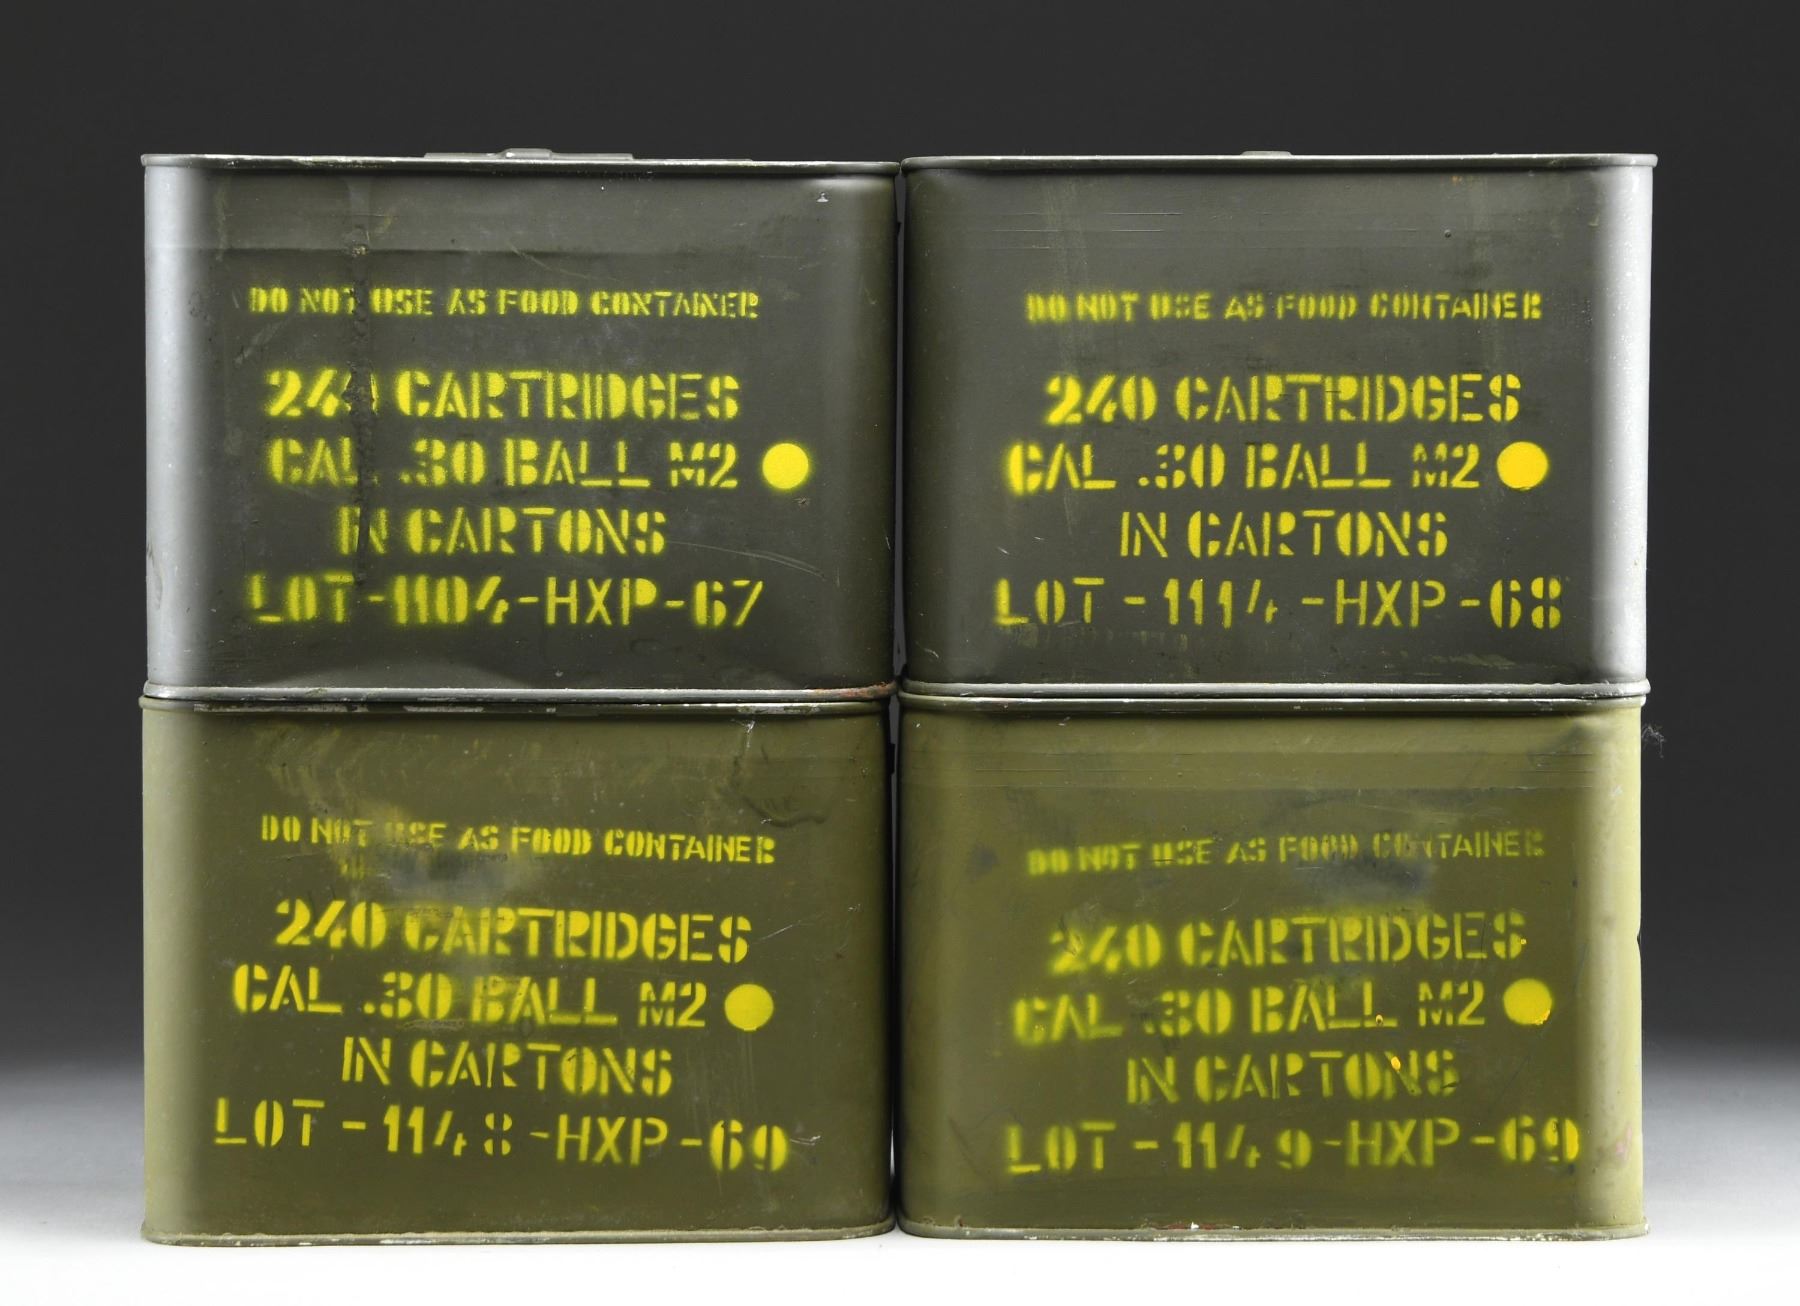 DO NOT USE AS FOOD CONTAINER
240 CARTRIDGES
CAL .30 BALL M2
IN CARTONS
LOT-1104-HXP-67
DO NOT USE AS FOOD CONTAINER
240 CARTRIDGES
CAL .30 BALL M2
IN CARTONS
LOT-1114-HXP-68
DO NOT USE AS FOOD CONTAINER
240 CARTRIDGES
CAL .30 BALL M2
IN CARTONS
LOT-1148-HXP-69
DO NOT USE AS FOOD CONTAINER
240 CARTRIDGES
CAL .30 BALL M2
IN CARTONS
LOT-1149-HXP-69